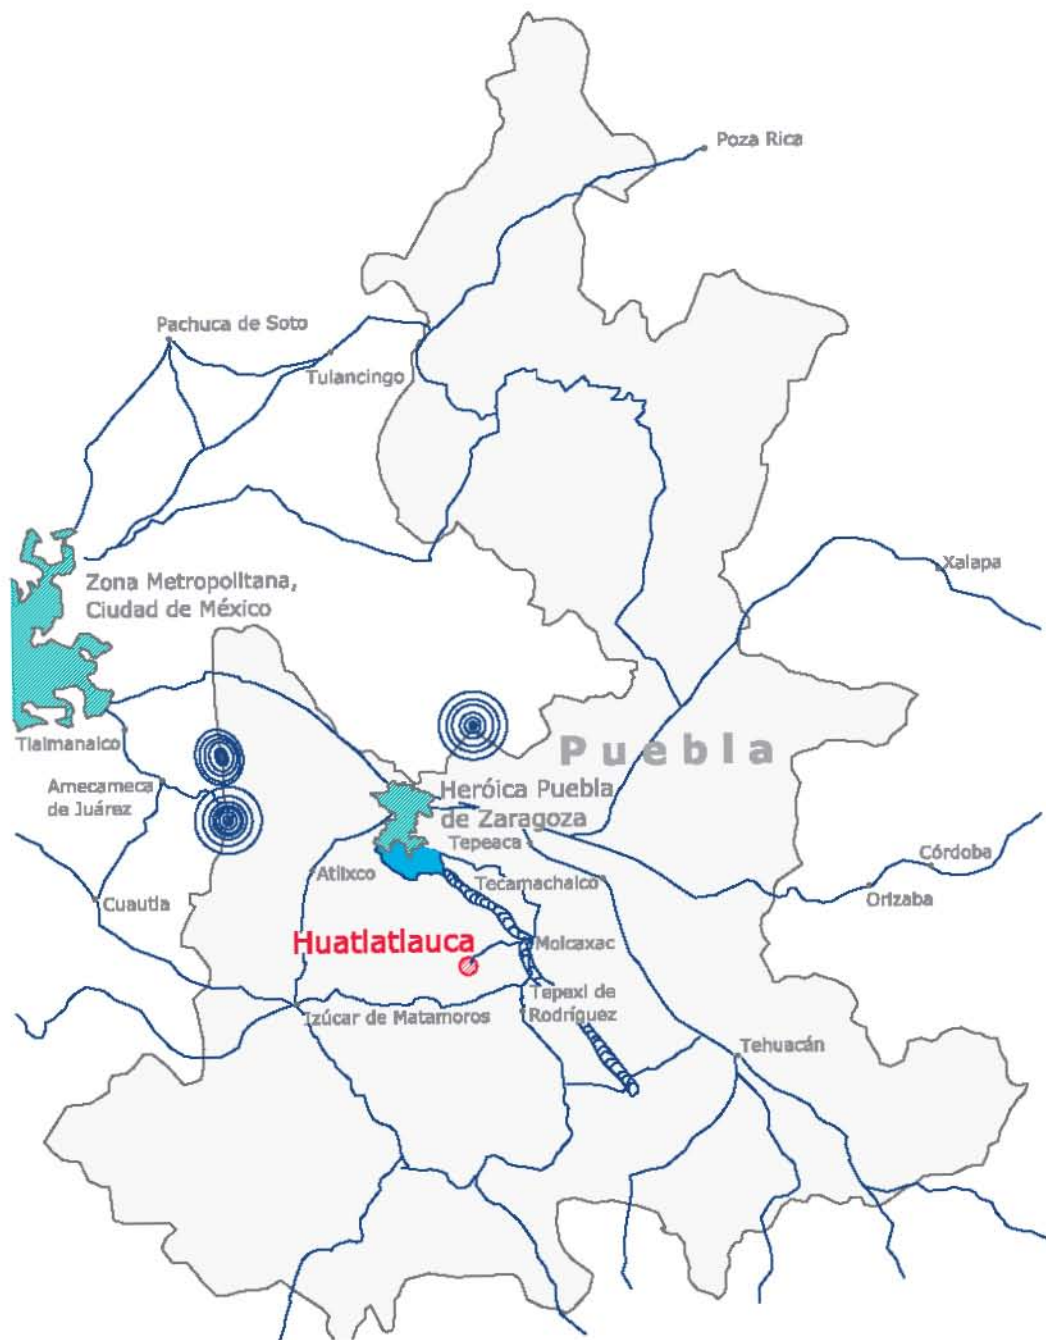 Poza Rica
Pachuca de Soto
Tulancingo
Xalapa
Zona Metropolitana,
Ciudad de México
Tlalmanalco
Puebla
Amecameca
de Juárez
Heróica Puebla
de Zaragoza
Tepeaca
Córdoba
Atlixco
Tecamachalco
Orizaba
Cuautla
Huatlatlauca
Molcaxac
Tepexi de
Rodríguez
Izúcar de Matamoros
Tehuacán